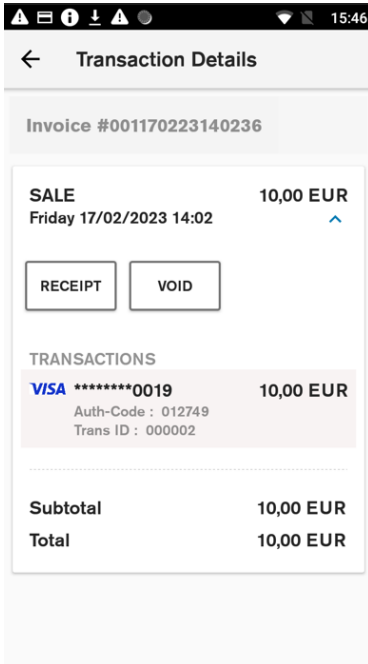 15:46
Transaction Details
Invoice #001170223140236
SALE 10,00 EUR
Friday 17/02/2023 14:02
RECEIPT VOID
TRANSACTIONS
VISA ********0019 10,00 EUR
Auth-Code : 012749
Trans ID : 000002
Subtotal 10,00 EUR
Total 10,00 EUR